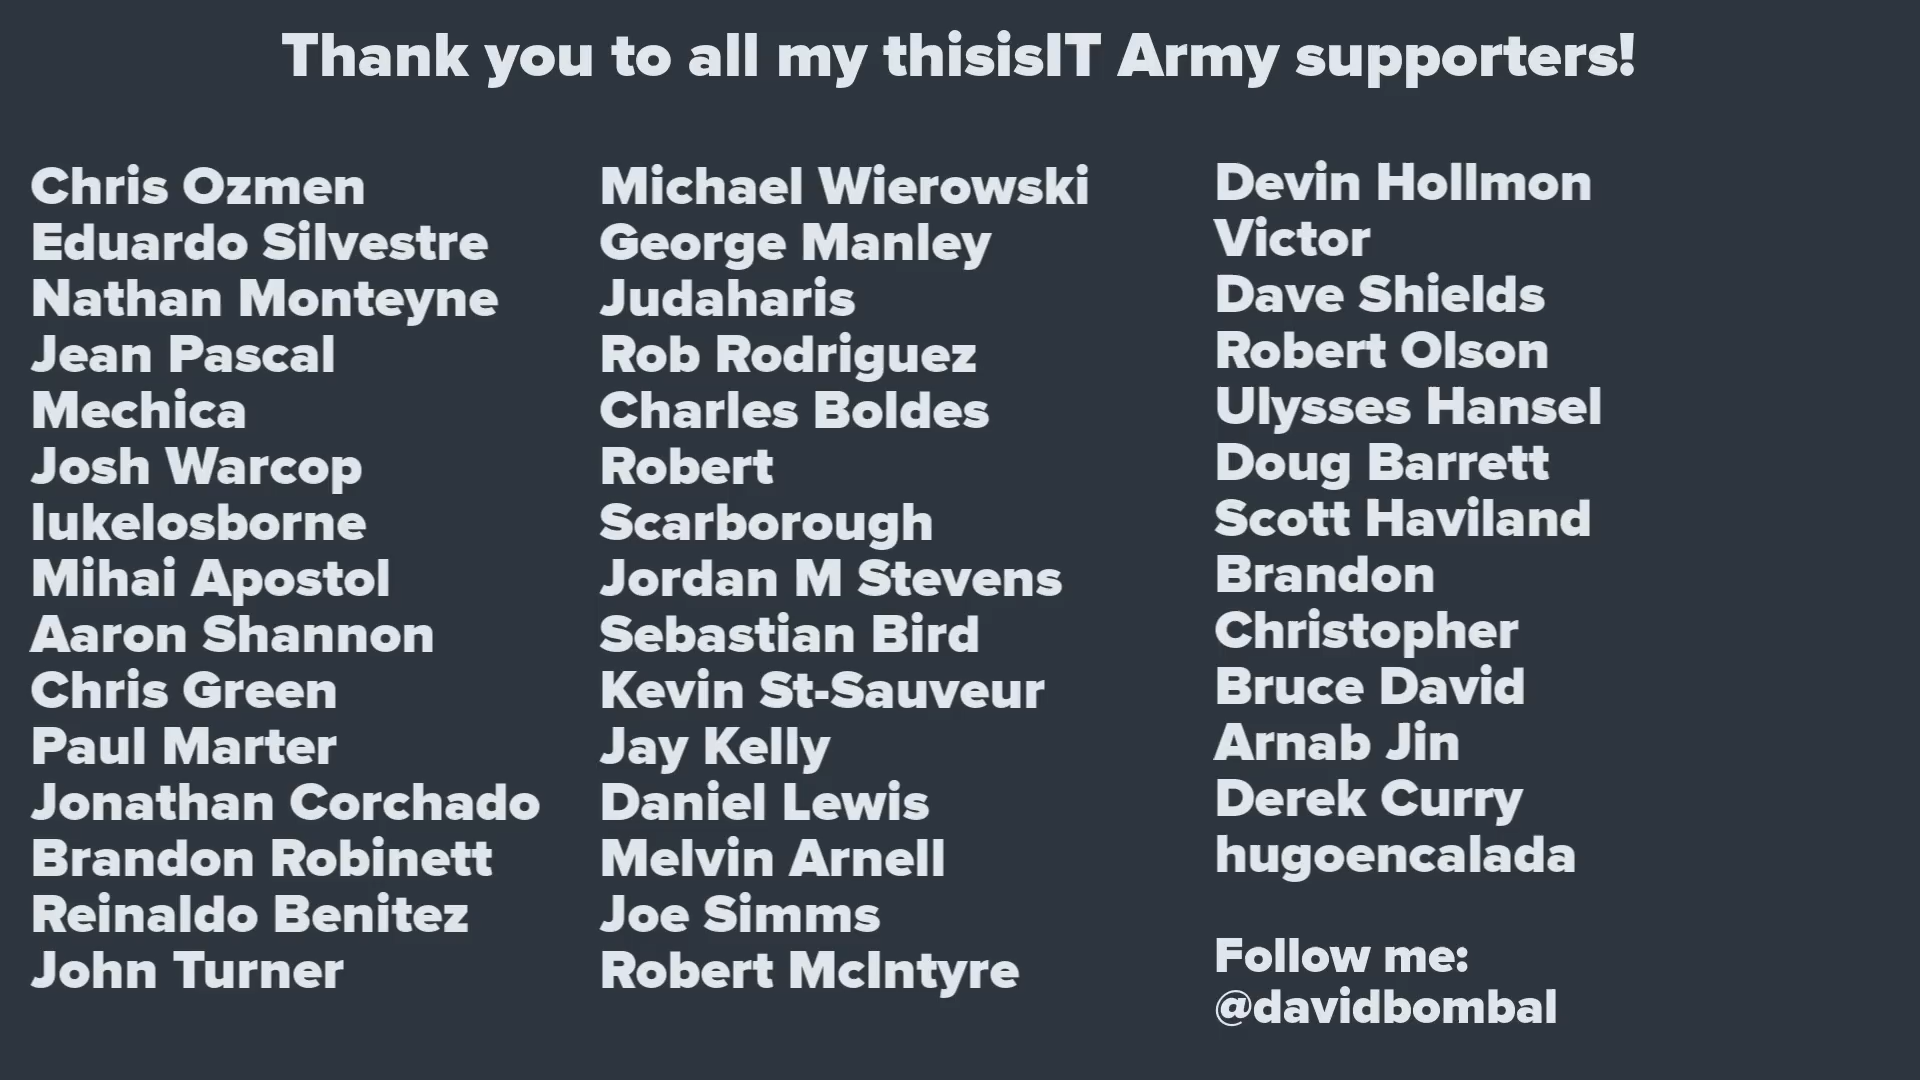 Thank you to all my thisisIT Army supporters!
Chris Ozmen
Eduardo Silvestre
Nathan Monteyne
Jean Pascal
Mechica
Josh Warcop
lukelosborne
Mihai Apostol
Aaron Shannon
Chris Green
Paul Marter
Jonathan Corchado
Brandon Robinett
Reinaldo Benitez
John Turner
Michael Wierowski
George Manley
Judaharis
Rob Rodriguez
Charles Boldes
Robert
Scarborough
Jordan M Stevens
Sebastian Bird
Kevin St-Sauveur
Jay Kelly
Daniel Lewis
Melvin Arnell
Joe Simms
Robert McIntyre
Devin Hollmon
Victor
Dave Shields
Robert Olson
Ulysses Hansel
Doug Barrett
Scott Haviland
Brandon
Christopher
Bruce David
Arnab Jin
Derek Curry
hugoencalada
Follow me:
@davidbombal